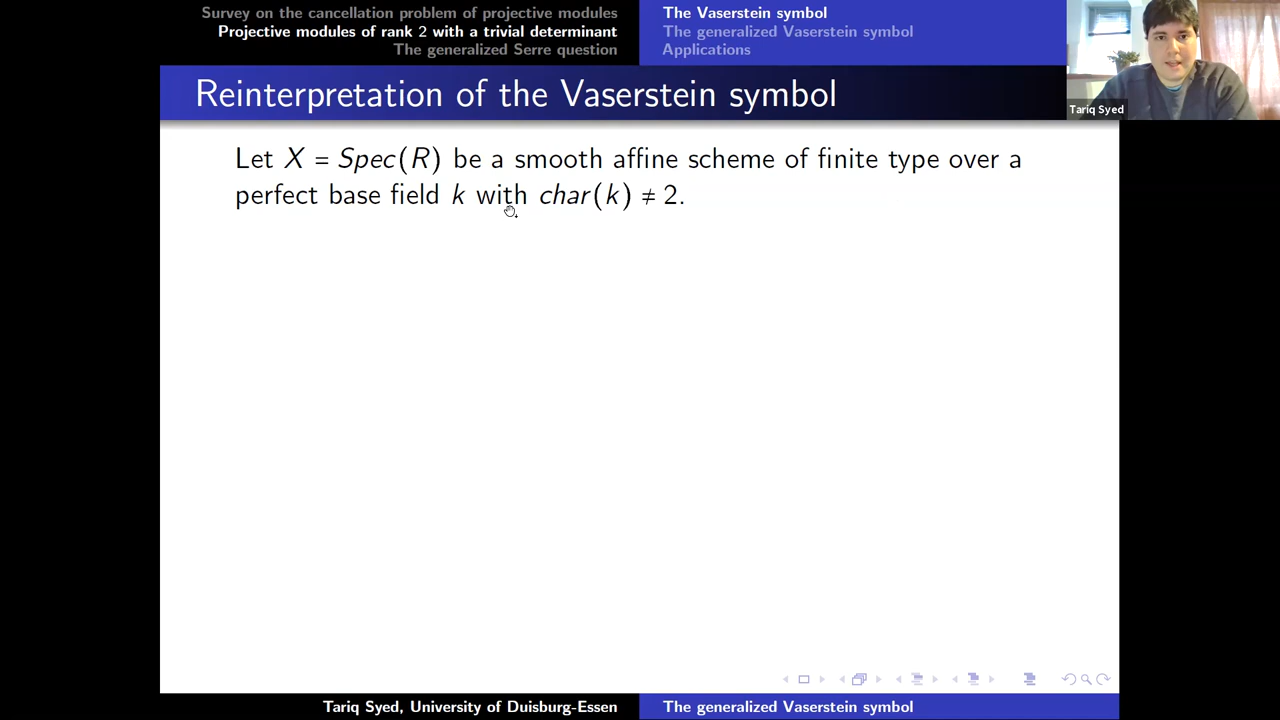 Survey on the cancellation problem of projective modules
Projective modules of rank 2 with a trivial determinant
The generalized Serre question
The Vaserstein symbol
The generalized Vaserstein symbol
Applications
Reinterpretation of the Vaserstein symbol
Tariq Syed
Let X = Spec(R) be a smooth affine scheme of finite type over a
perfect base field k with char(k) ≠ 2.
Tariq Syed, University of Duisburg-Essen
The generalized Vaserstein symbol